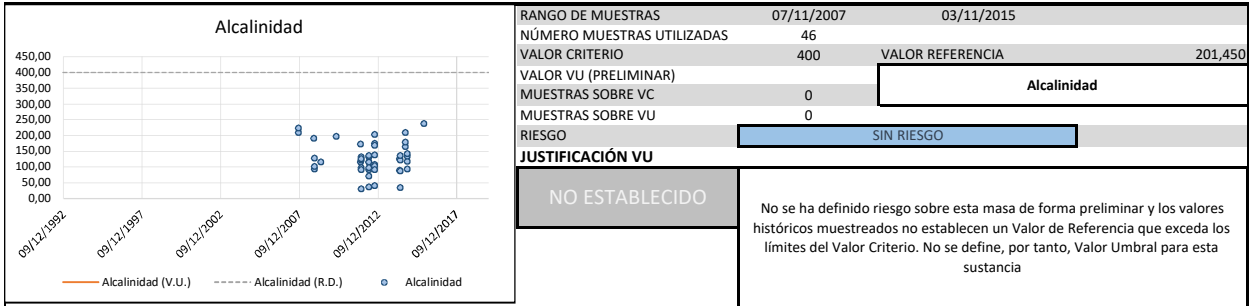 Alcalinidad
450,00
400,00
350,00
300,00
250,00
200,00
150,00
100,00
50,00
0,00
09/12/1992
09/12/1997
09/12/2002
09/12/2007
09/12/2012
09/12/2017
Alcalinidad (V.U.) Alcalinidad (R.D.) Alcalinidad
RANGO DE MUESTRAS 07/11/2007 03/11/2015
NÚMERO MUESTRAS UTILIZADAS 46
VALOR CRITERIO 400 VALOR REFERENCIA 201,450
VALOR VU (PRELIMINAR)
Alcalinidad
MUESTRAS SOBRE VC 0
MUESTRAS SOBRE VU 0
RIESGO SIN RIESGO
JUSTIFICACIÓN VU
NO ESTABLECIDO
No se ha definido riesgo sobre esta masa de forma preliminar y los valores
históricos muestreados no establecen un Valor de Referencia que exceda los
límites del Valor Criterio. No se define, por tanto, Valor Umbral para esta
sustancia